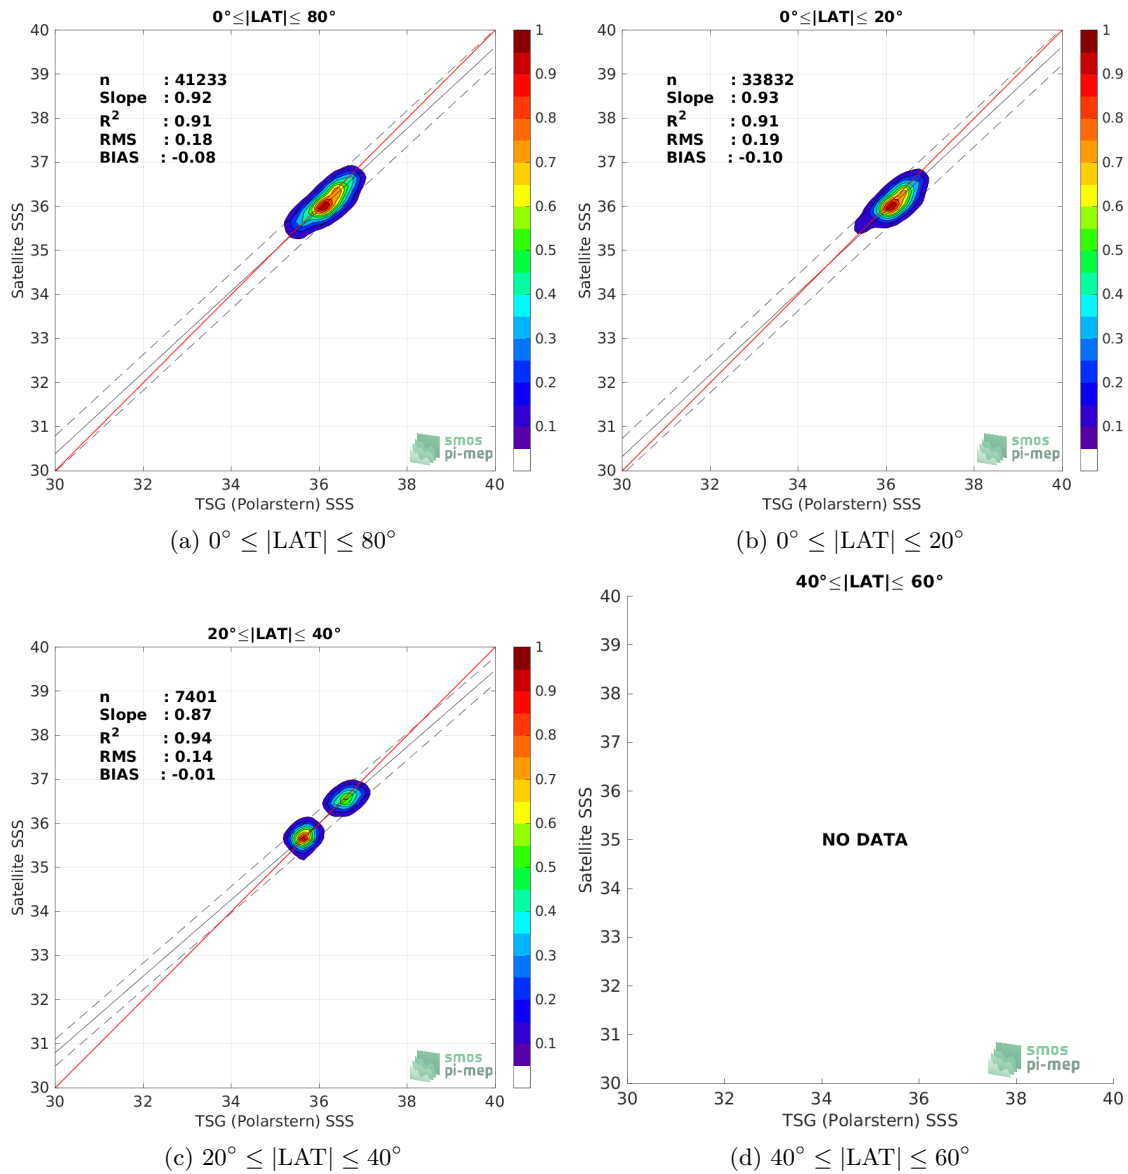 0°≤|LAT|≤ 80°
40
39
38
37
36
35
34
33
32
31
30
Satellite SSS
n : 41233
Slope : 0.92
R² : 0.91
RMS : 0.18
BIAS : -0.08
smos
pi-mep
30 32 34 36 38 40
TSG (Polarstern) SSS
1
0.9
0.8
0.7
0.6
0.5
0.4
0.3
0.2
0.1
(a) 0° ≤ |LAT| ≤ 80°
0°≤|LAT|≤ 20°
40
39
38
37
36
35
34
33
32
31
30
Satellite SSS
n : 33832
Slope : 0.93
R² : 0.91
RMS : 0.19
BIAS : -0.10
smos
pi-mep
30 32 34 36 38 40
TSG (Polarstern) SSS
1
0.9
0.8
0.7
0.6
0.5
0.4
0.3
0.2
0.1
(b) 0° ≤ |LAT| ≤ 20°
20°≤|LAT|≤ 40°
40
39
38
37
36
35
34
33
32
31
30
Satellite SSS
n : 7401
Slope : 0.87
R² : 0.94
RMS : 0.14
BIAS : -0.01
smos
pi-mep
30 32 34 36 38 40
TSG (Polarstern) SSS
1
0.9
0.8
0.7
0.6
0.5
0.4
0.3
0.2
0.1
(c) 20° ≤ |LAT| ≤ 40°
40°≤|LAT|≤ 60°
40
39
38
37
36
35
34
33
32
31
30
Satellite SSS
NO DATA
smos
pi-mep
30 32 34 36 38 40
TSG (Polarstern) SSS
(d) 40° ≤ |LAT| ≤ 60°